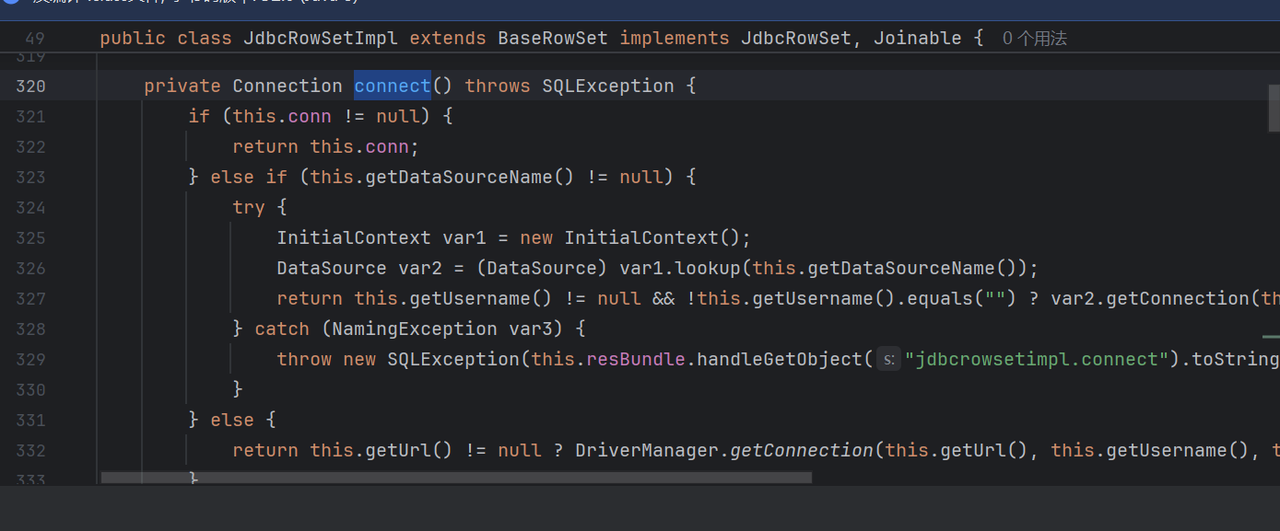 49 public class JdbcRowSetImpl extends BaseRowSet implements JdbcRowSet, Joinable { 0个用法
319
320 private Connection connect() throws SQLException {
321 if (this.conn != null) {
322 return this.conn;
323 } else if (this.getDataSourceName() != null) {
324 try {
325 InitialContext var1 = new InitialContext();
326 DataSource var2 = (DataSource) var1.lookup(this.getDataSourceName());
327 return this.getUsername() != null && !this.getUsername().equals("") ? var2.getConnection(th
328 } catch (NamingException var3) {
329 throw new SQLException(this.resBundle.handleGetObject( s: "jdbcrowsetimpl.connect").toString
330 }
331 } else {
332 return this.getUrl() != null ? DriverManager.getConnection(this.getUrl(), this.getUsername(), t
333 }